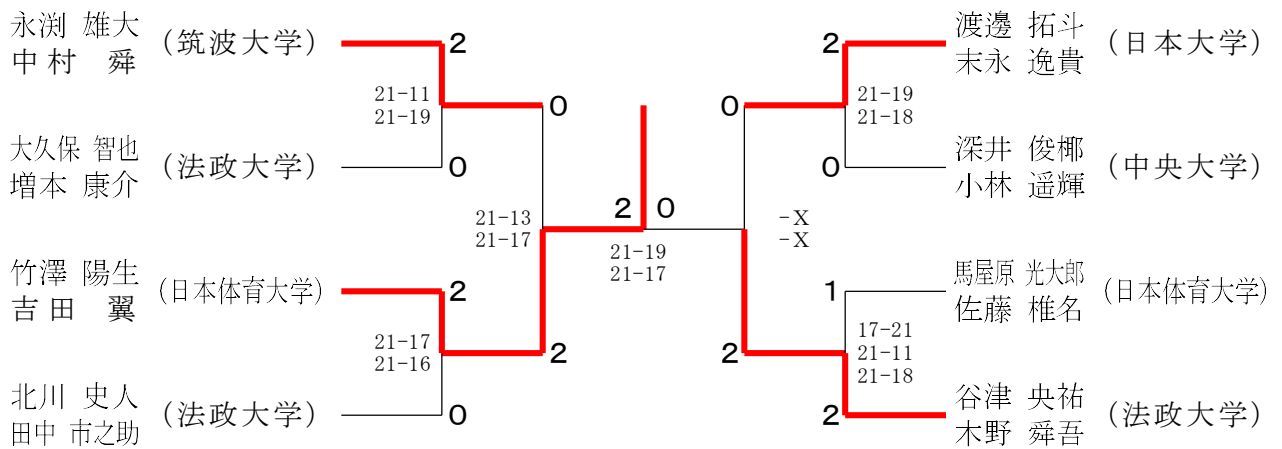 永渕 雄大
中村 舜
（筑波大学）
2
21-11
21-19
0
大久保 智也
増本 康介
（法政大学）
0
21-13
21-17
竹澤 陽生
吉田 翼
（日本体育大学）
2
21-17
21-16
2
北川 史人
田中 市之助
（法政大学）
0
2 0
21-19
21-17
渡邊 拓斗
末永 逸貴
（日本大学）
2
21-19
21-18
0
深井 俊梛
小林 遥輝
（中央大学）
0
-X
-X
馬屋原 光大郎
佐藤 椎名
（日本体育大学）
1
17-21
21-11
21-18
2
谷津 央祐
木野 舜吾
（法政大学）
2